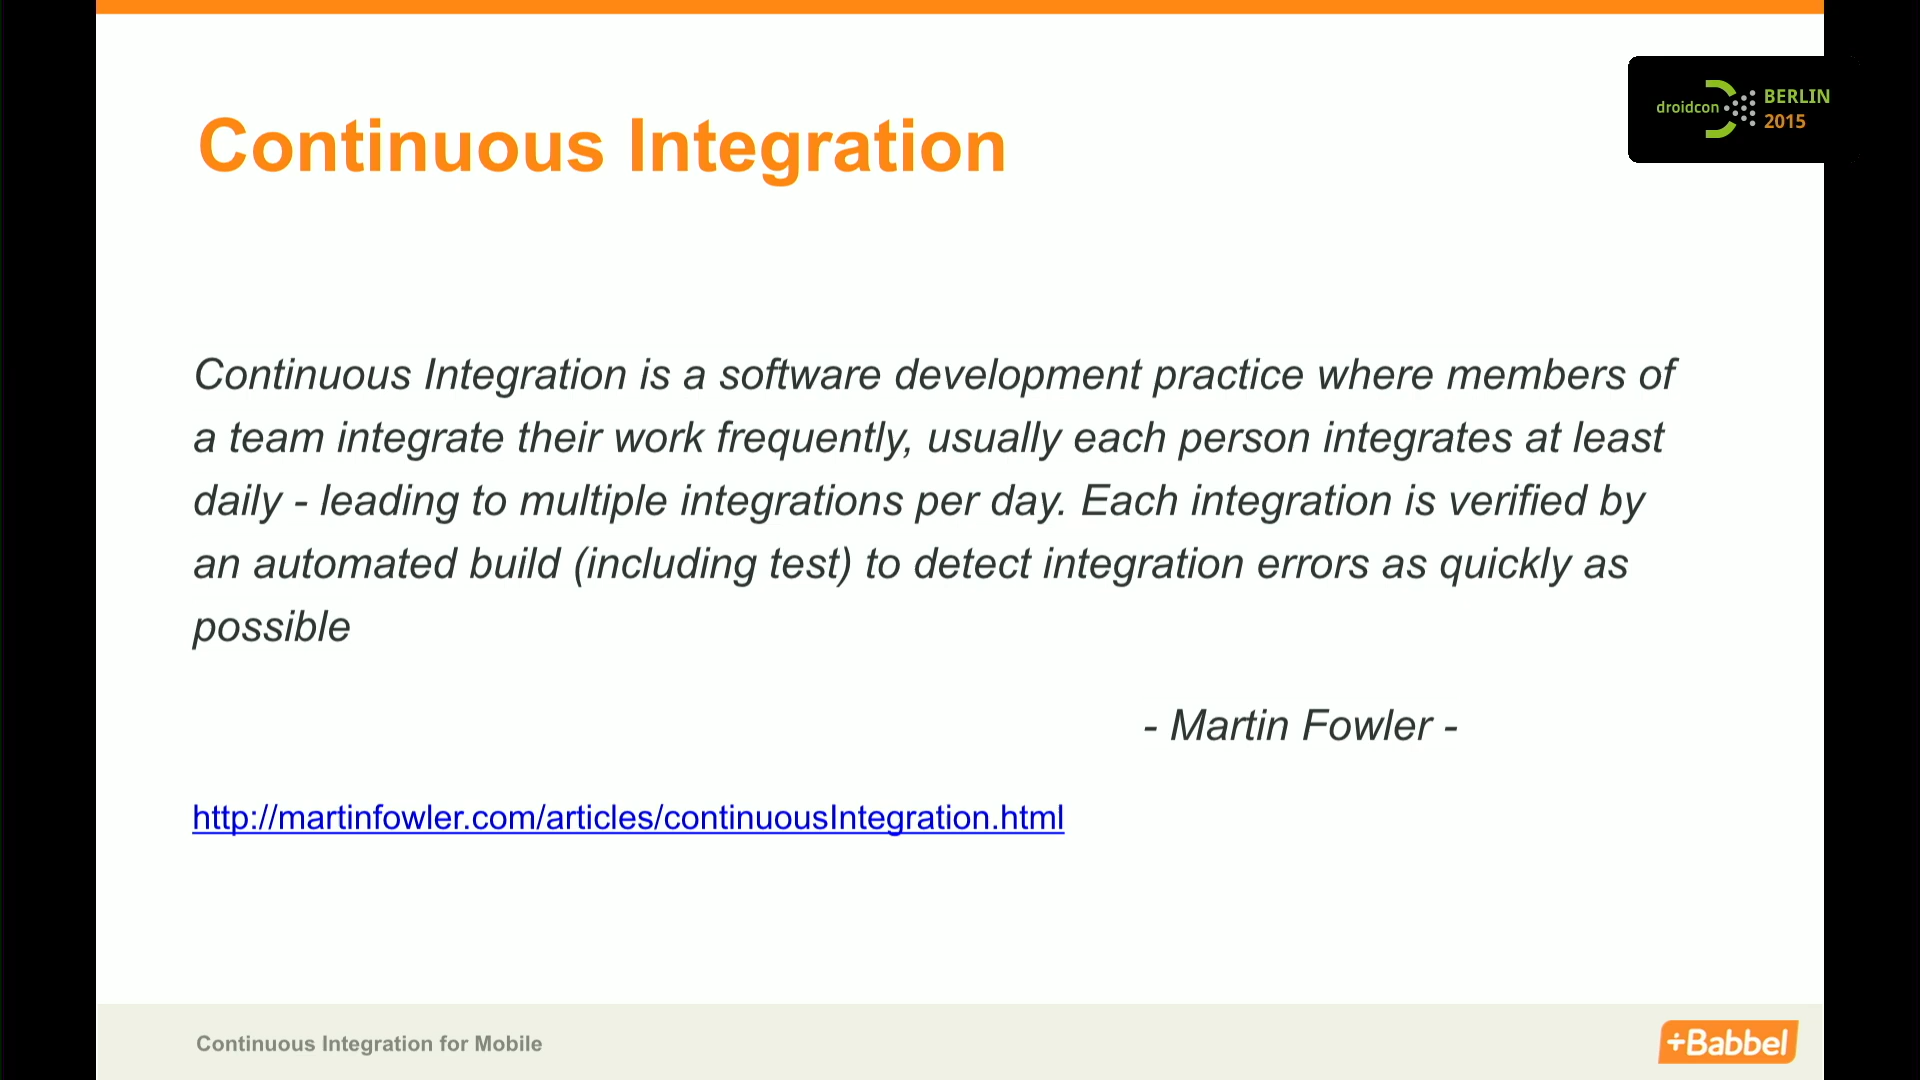 Continuous Integration
droidcon
BERLIN
2015
Continuous Integration is a software development practice where members of
a team integrate their work frequently, usually each person integrates at least
daily - leading to multiple integrations per day. Each integration is verified by
an automated build (including test) to detect integration errors as quickly as
possible
- Martin Fowler -
http://martinfowler.com/articles/continuousIntegration.html
Continuous Integration for Mobile
+Babbel